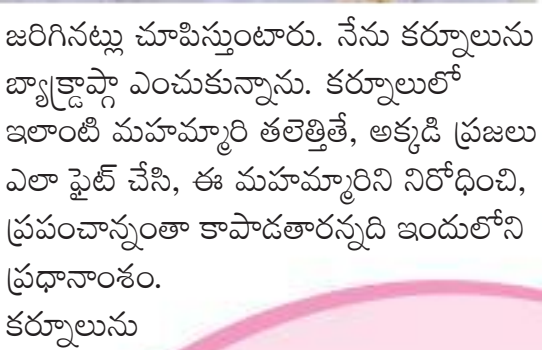 జరిగినట్లు చూపిస్తుంటారు. నేను కర్నూలును
బ్యాక్డ్రాప్గా ఎంచుకున్నాను. కర్నూలులో
ఇలాంటి మహమ్మారి తలెత్తితే, అక్కడి ప్రజలు
ఎలా ఫైట్ చేసి, ఈ మహమ్మారిని నిరోధించి,
ప్రపంచాన్నంతా కాపాడతారన్నది ఇందులోని
ప్రధానాంశం.
కర్నూలును